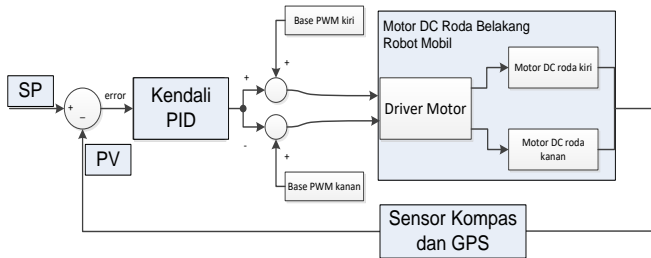 Base PWM kiri
Motor DC Roda Belakang
Robot Mobil
SP
+
−
error
Kendali
PID
+
+
-
+
Driver Motor
Motor DC roda kiri
Motor DC roda
kanan
PV
Base PWM kanan
Sensor Kompas
dan GPS